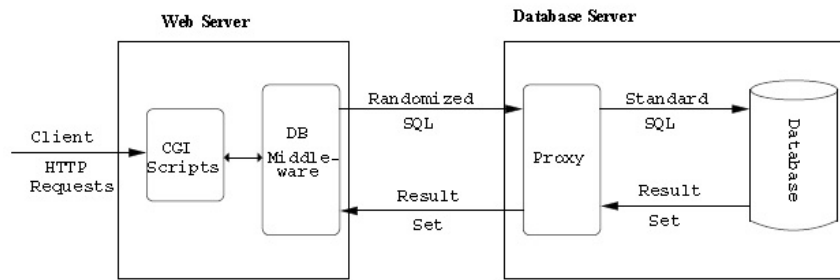 Web Server
Database Server
Client
HTTP
Requests
CGI
Scripts
DB
Middle-
ware
Randomized
SQL
Result
Set
Proxy
Standard
SQL
Result
Set
Database